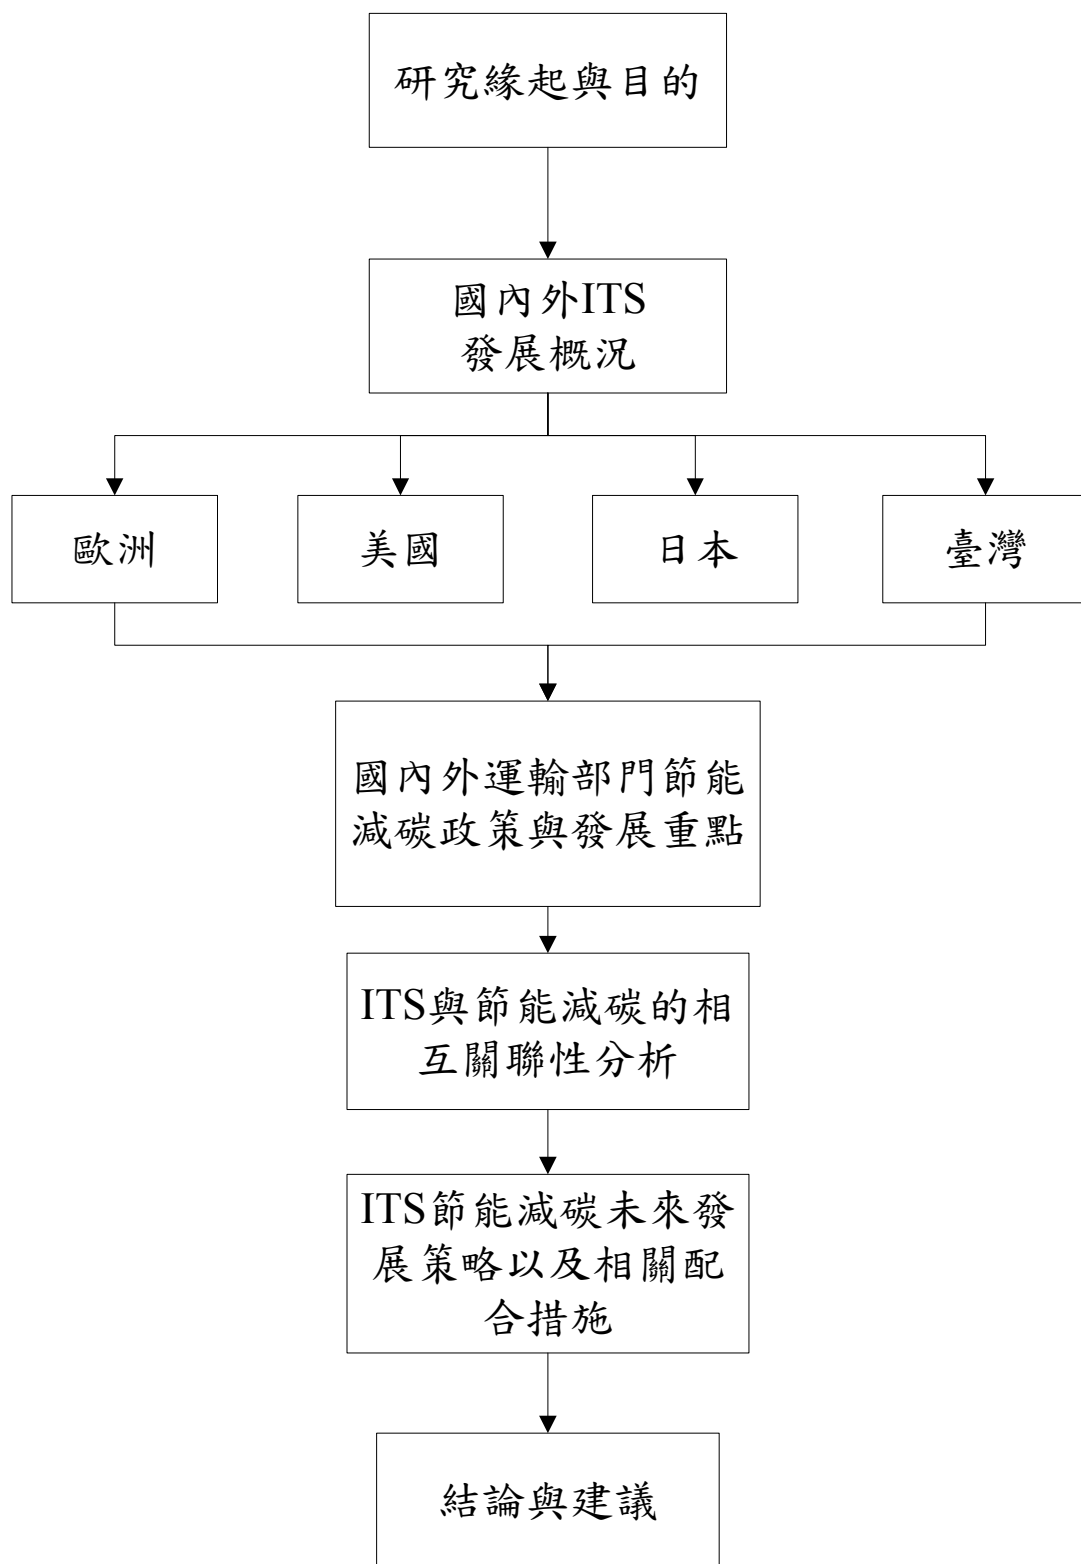 研究緣起與目的
國內外ITS
發展概況
歐洲
美國
日本
臺灣
國內外運輸部門節能
減碳政策與發展重點
ITS與節能減碳的相
互關聯性分析
ITS節能減碳未來發
展策略以及相關配
合措施
結論與建議